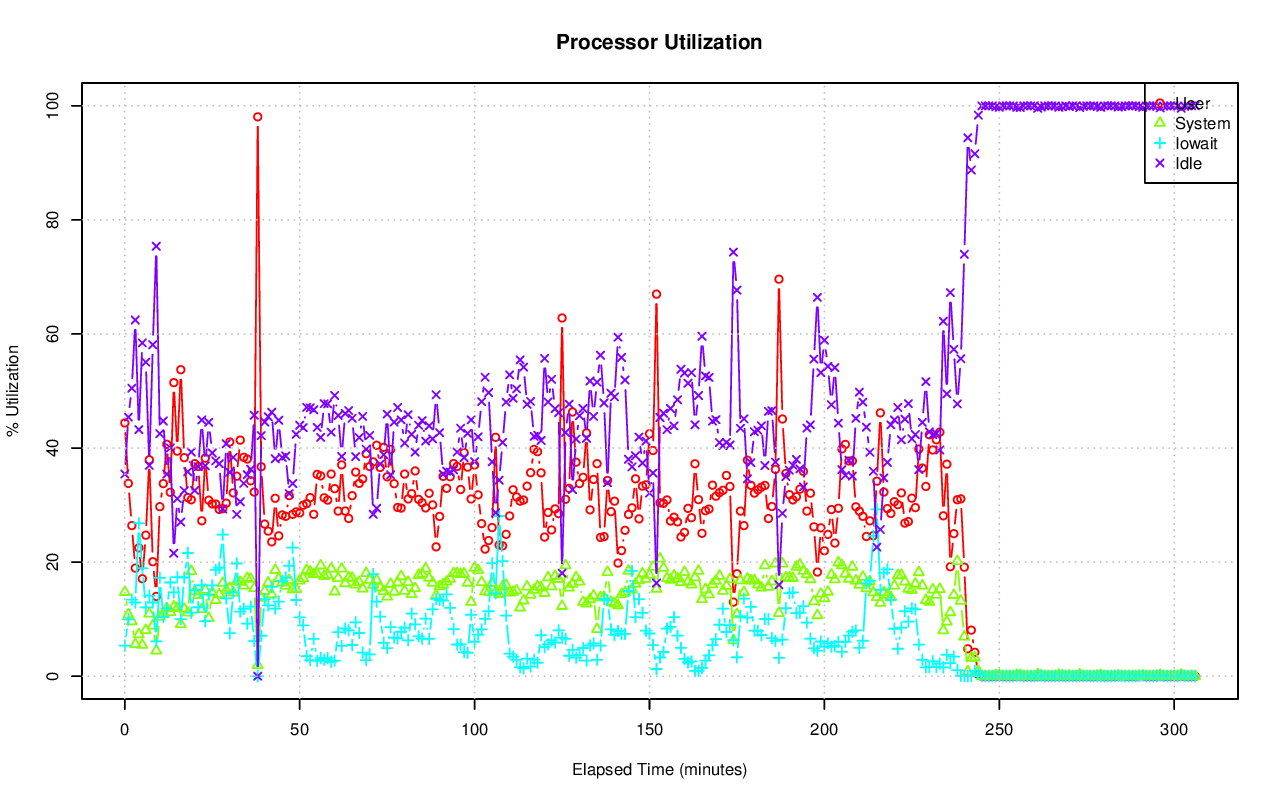 Processor Utilization
% Utilization
100
80
60
40
20
0
User
System
Iowait
Idle
0 50 100 150 200 250 300
Elapsed Time (minutes)